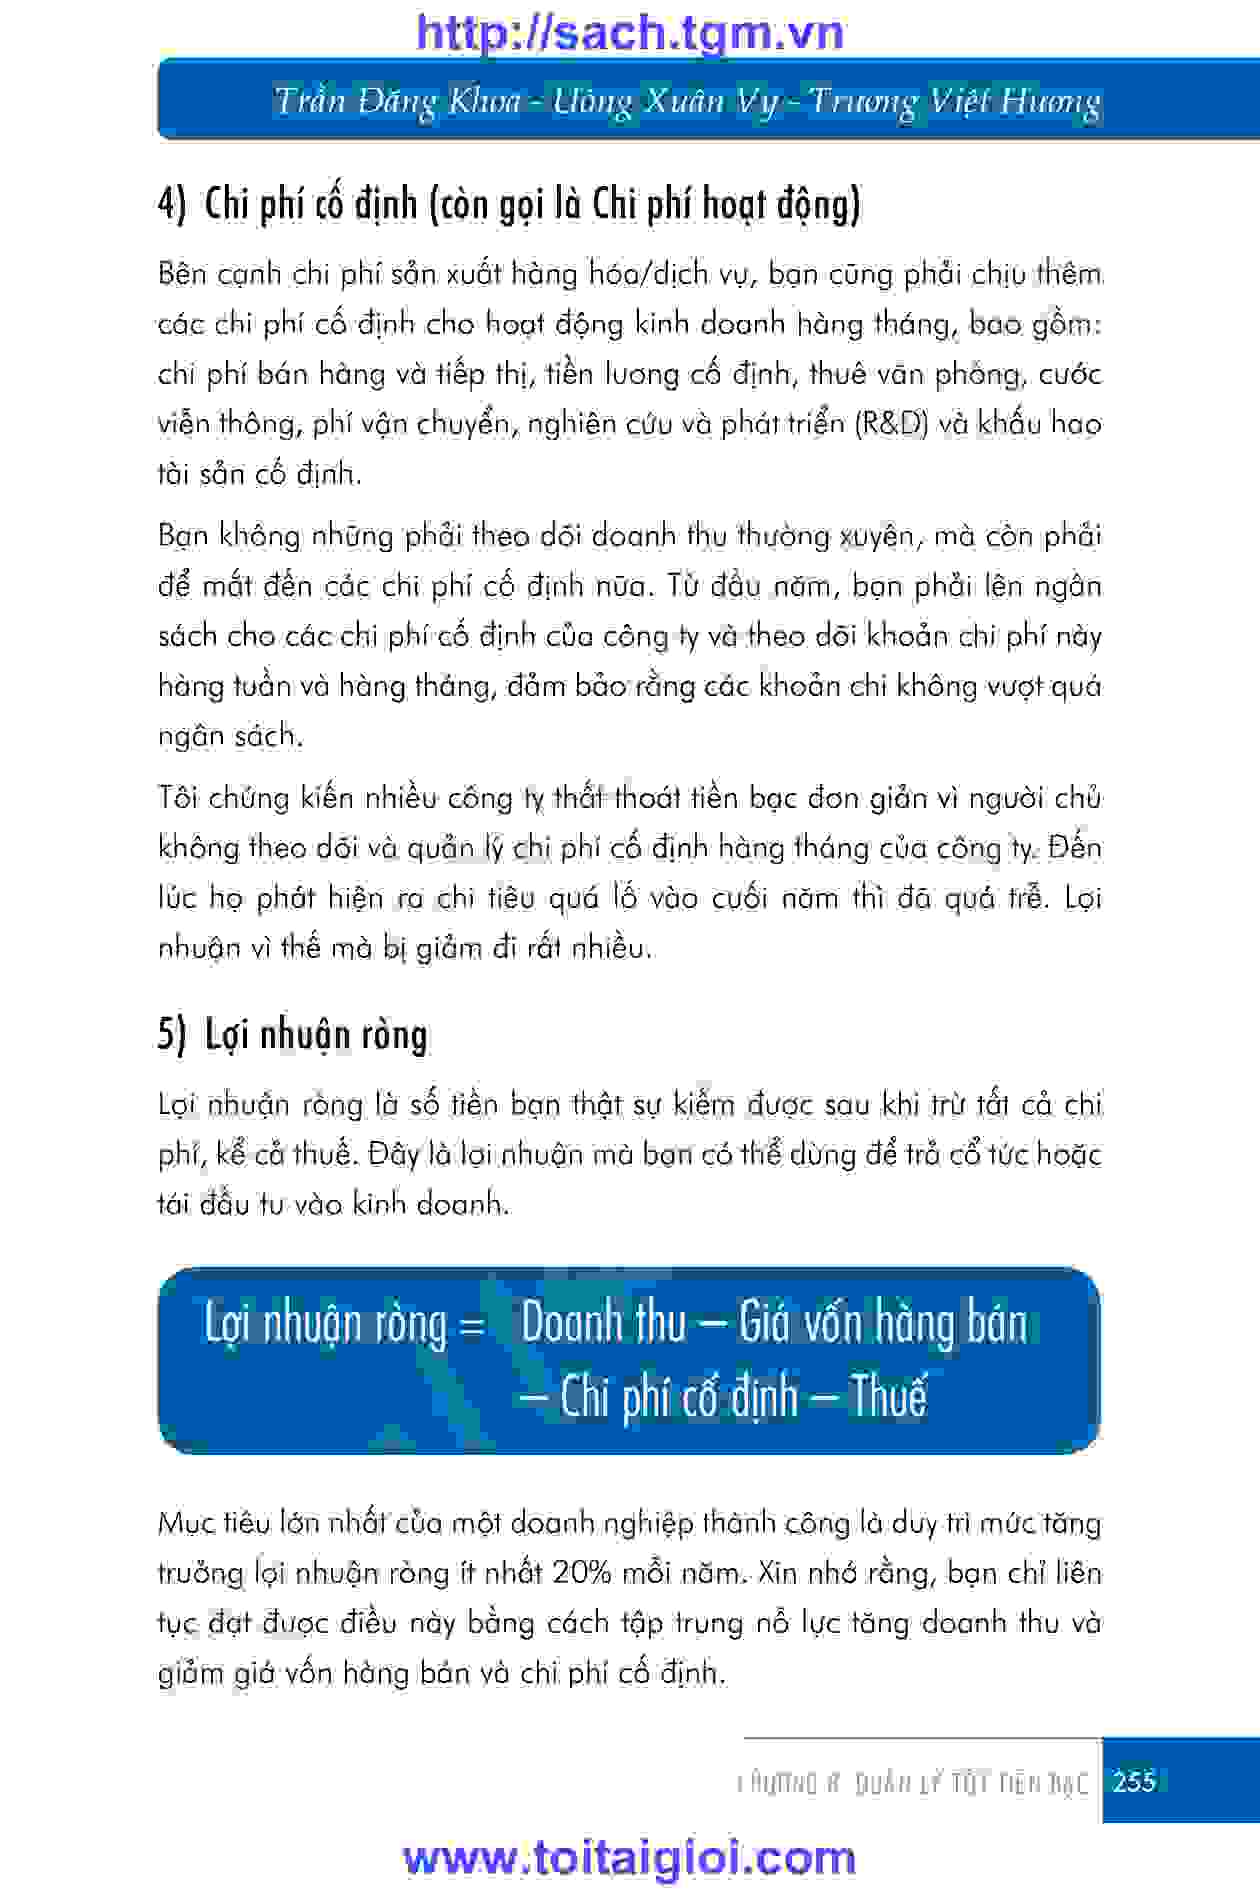 http://sach.tgm.vn
Trần Đăng Khoa - Uông Xuân Vy - Trương Việt Hương
4) Chi phí cố định (còn gọi là Chi phí hoạt động)
Bên cạnh chi phí sản xuất hàng hóa/dịch vụ, bạn cũng phải chịu thêm
các chi phí cố định cho hoạt động kinh doanh hàng tháng, bao gồm:
chi phí bán hàng và tiếp thị, tiền lương cố định, thuê văn phòng, cước
viễn thông, phí vận chuyển, nghiên cứu và phát triển (R&D) và khấu hao
tài sản cố định.
Bạn không những phải theo dõi doanh thu thường xuyên, mà còn phải
để mắt đến các chi phí cố định nữa. Từ đầu năm, bạn phải lên ngân
sách cho các chi phí cố định của công ty và theo dõi khoản chi phí này
hàng tuần và hàng tháng, đảm bảo rằng các khoản chi không vượt quá
ngân sách.
Tôi chứng kiến nhiều công ty thất thoát tiền bạc đơn giản vì người chủ
không theo dõi và quản lý chi phí cố định hàng tháng của công ty. Đến
lúc họ phát hiện ra chi tiêu quá lố vào cuối năm thì đã quá trễ. Lợi
nhuận vì thế mà bị giảm đi rất nhiều.
5) Lợi nhuận ròng
Lợi nhuận ròng là số tiền bạn thật sự kiếm được sau khi trừ tất cả chi
phí, kể cả thuế. Đây là lợi nhuận mà bạn có thể dùng để trả cổ tức hoặc
tái đầu tư vào kinh doanh.
Lợi nhuận ròng = Doanh thu – Giá vốn hàng bán
– Chi phí cố định – Thuế
Mục tiêu lớn nhất của một doanh nghiệp thành công là duy trì mức tăng
trưởng lợi nhuận ròng ít nhất 20% mỗi năm. Xin nhớ rằng, bạn chỉ liên
tục đạt được điều này bằng cách tập trung nỗ lực tăng doanh thu và
giảm giá vốn hàng bán và chi phí cố định.
CHƯƠNG 8: QUẢN LÝ TỐT TIỀN BẠC 255
www.toitaigioi.com